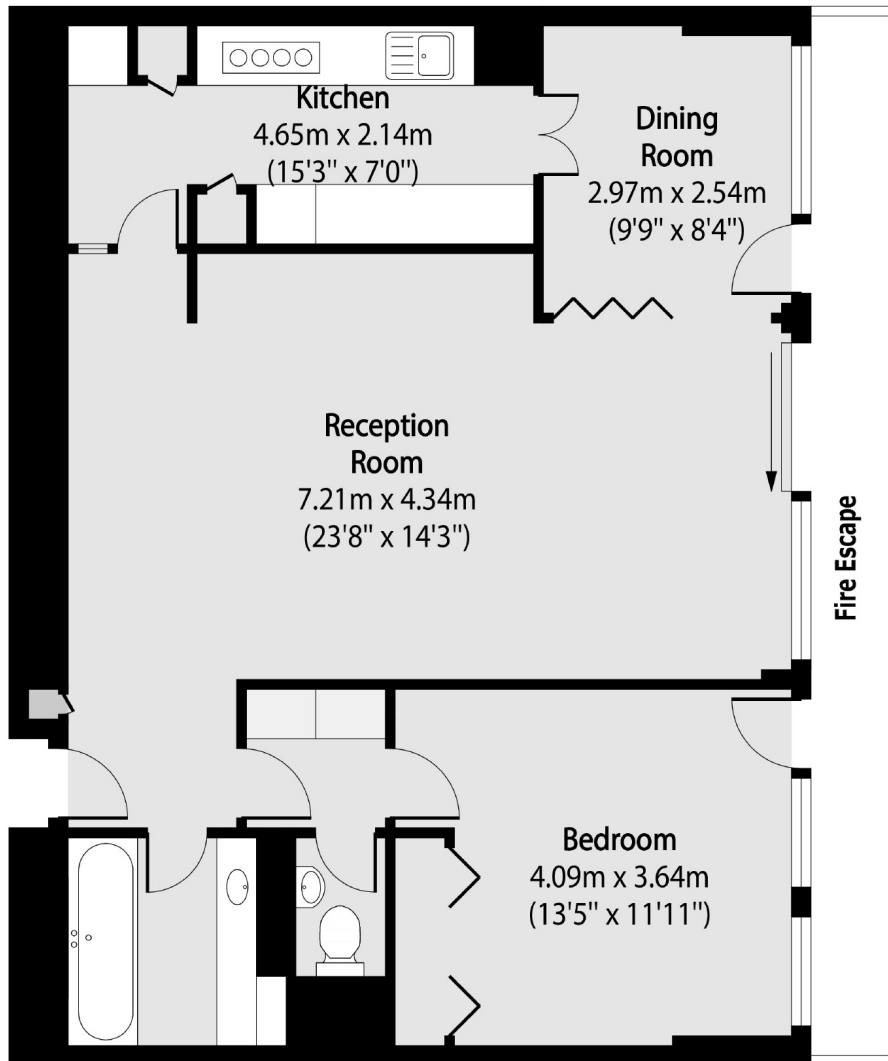 Kitchen
4.65m x 2.14m
(15'3" x 7'0")
Dining
Room
2.97m x 2.54m
(9'9" x 8'4")
Reception
Room
7.21m x 4.34m
(23'8" x 14'3")
Fire Escape
Bedroom
4.09m x 3.64m
(13'5" x 11'11")